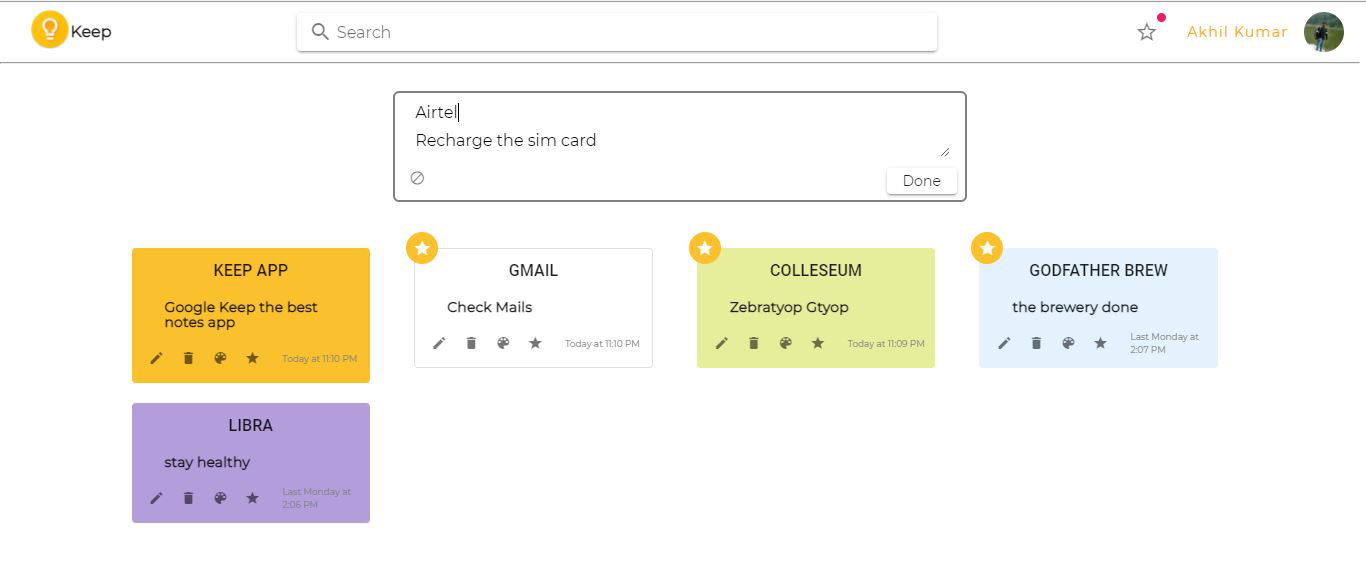 Keep
Search
Akhil Kumar
Airtel
Recharge the sim card
Done
KEEP APP
Google Keep the best
notes app
Today at 11:10 PM
GMAIL
Check Mails
Today at 11:10 PM
COLLESEUM
Zebratyop Gtyop
Today at 11:09 PM
GODFATHER BREW
the brewery done
Last Monday at
2:07 PM
LIBRA
stay healthy
Last Monday at
2:06 PM